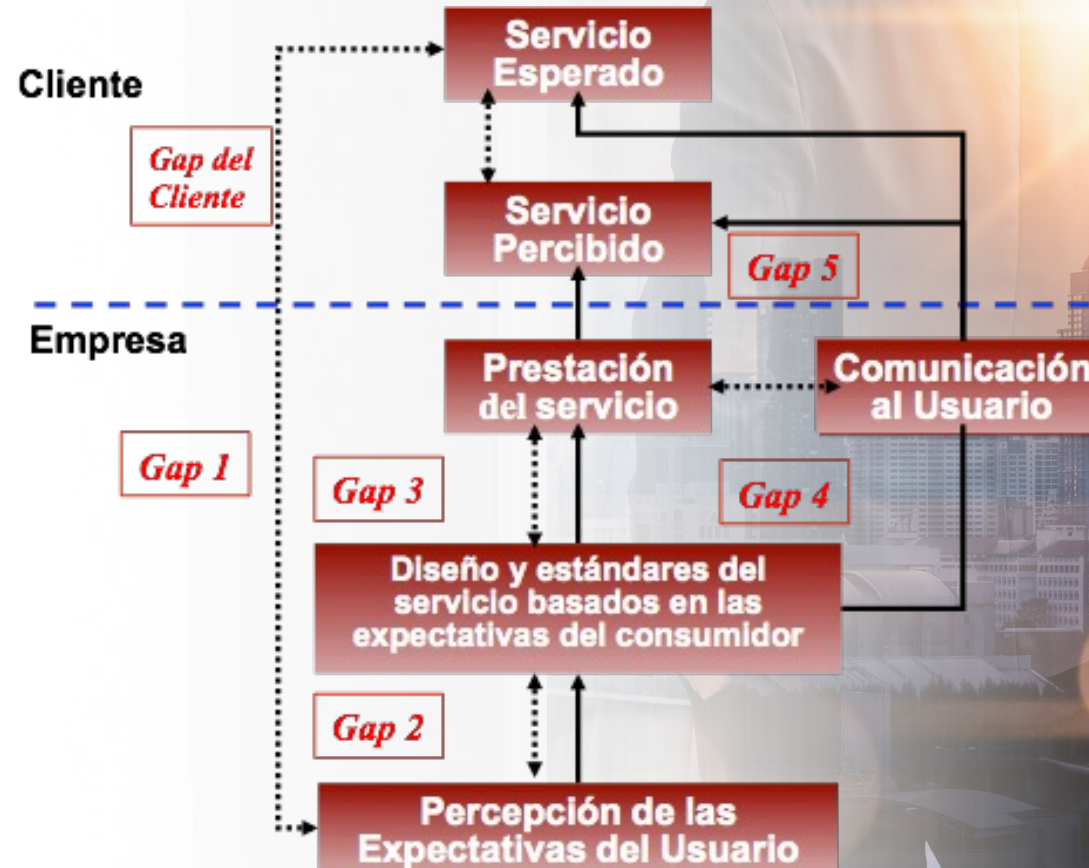 Servicio
Esperado
Cliente
Gap del
Cliente
Servicio
Percibido
Gap 5
Empresa
Prestación
del servicio
Comunicación
al Usuario
Gap 1
Gap 3
Gap 4
Diseño y estándares del
servicio basados en las
expectativas del consumidor
Gap 2
Percepción de las
Expectativas del Usuario